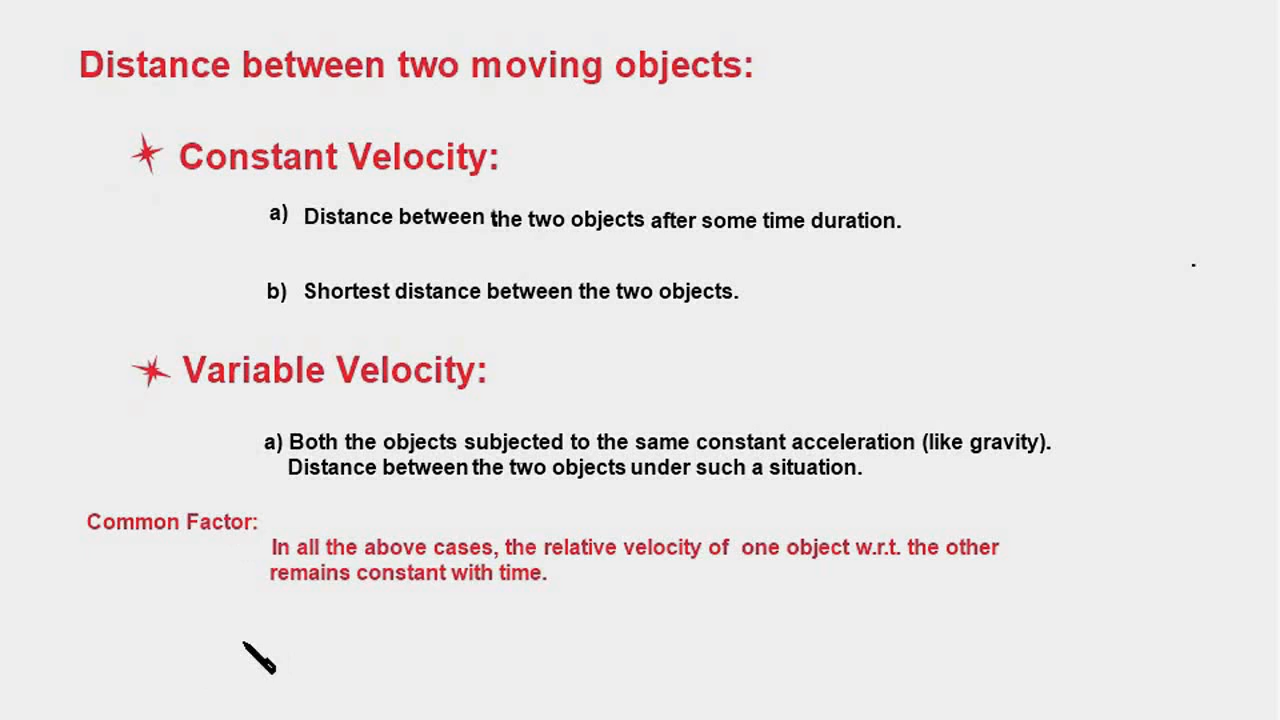 Distance between two moving objects:
Constant Velocity:
a) Distance between the two objects after some time duration.
b) Shortest distance between the two objects.
Variable Velocity:
a) Both the objects subjected to the same constant acceleration (like gravity).
Distance between the two objects under such a situation.
Common Factor:
In all the above cases, the relative velocity of one object w.r.t. the other
remains constant with time.